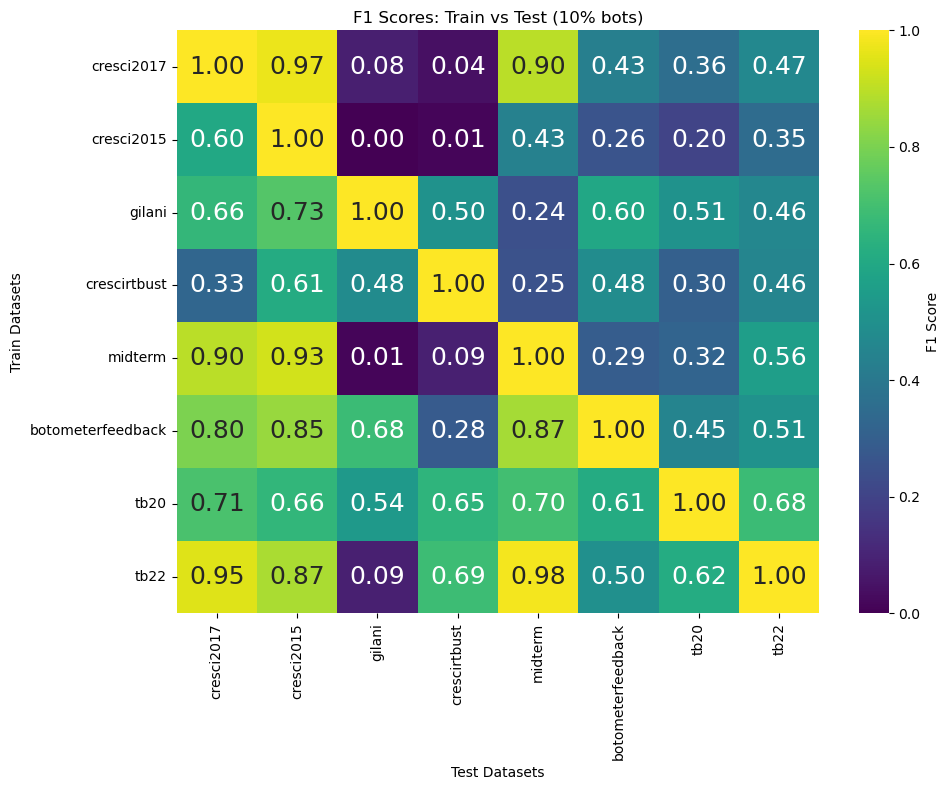 F1 Scores: Train vs Test (10% bots)
Train Datasets
cresci2017 1.00 0.97 0.08 0.04 0.90 0.43 0.36 0.47
cresci2015 0.60 1.00 0.00 0.01 0.43 0.26 0.20 0.35
gilani 0.66 0.73 1.00 0.50 0.24 0.60 0.51 0.46
crescirtbust 0.33 0.61 0.48 1.00 0.25 0.48 0.30 0.46
midterm 0.90 0.93 0.01 0.09 1.00 0.29 0.32 0.56
botometerfeedback 0.80 0.85 0.68 0.28 0.87 1.00 0.45 0.51
tb20 0.71 0.66 0.54 0.65 0.70 0.61 1.00 0.68
tb22 0.95 0.87 0.09 0.69 0.98 0.50 0.62 1.00
cresci2017 cresci2015 gilani crescirtbust midterm botometerfeedback tb20 tb22
Test Datasets
1.0
0.8
0.6
0.4
0.2
0.0
F1 Score